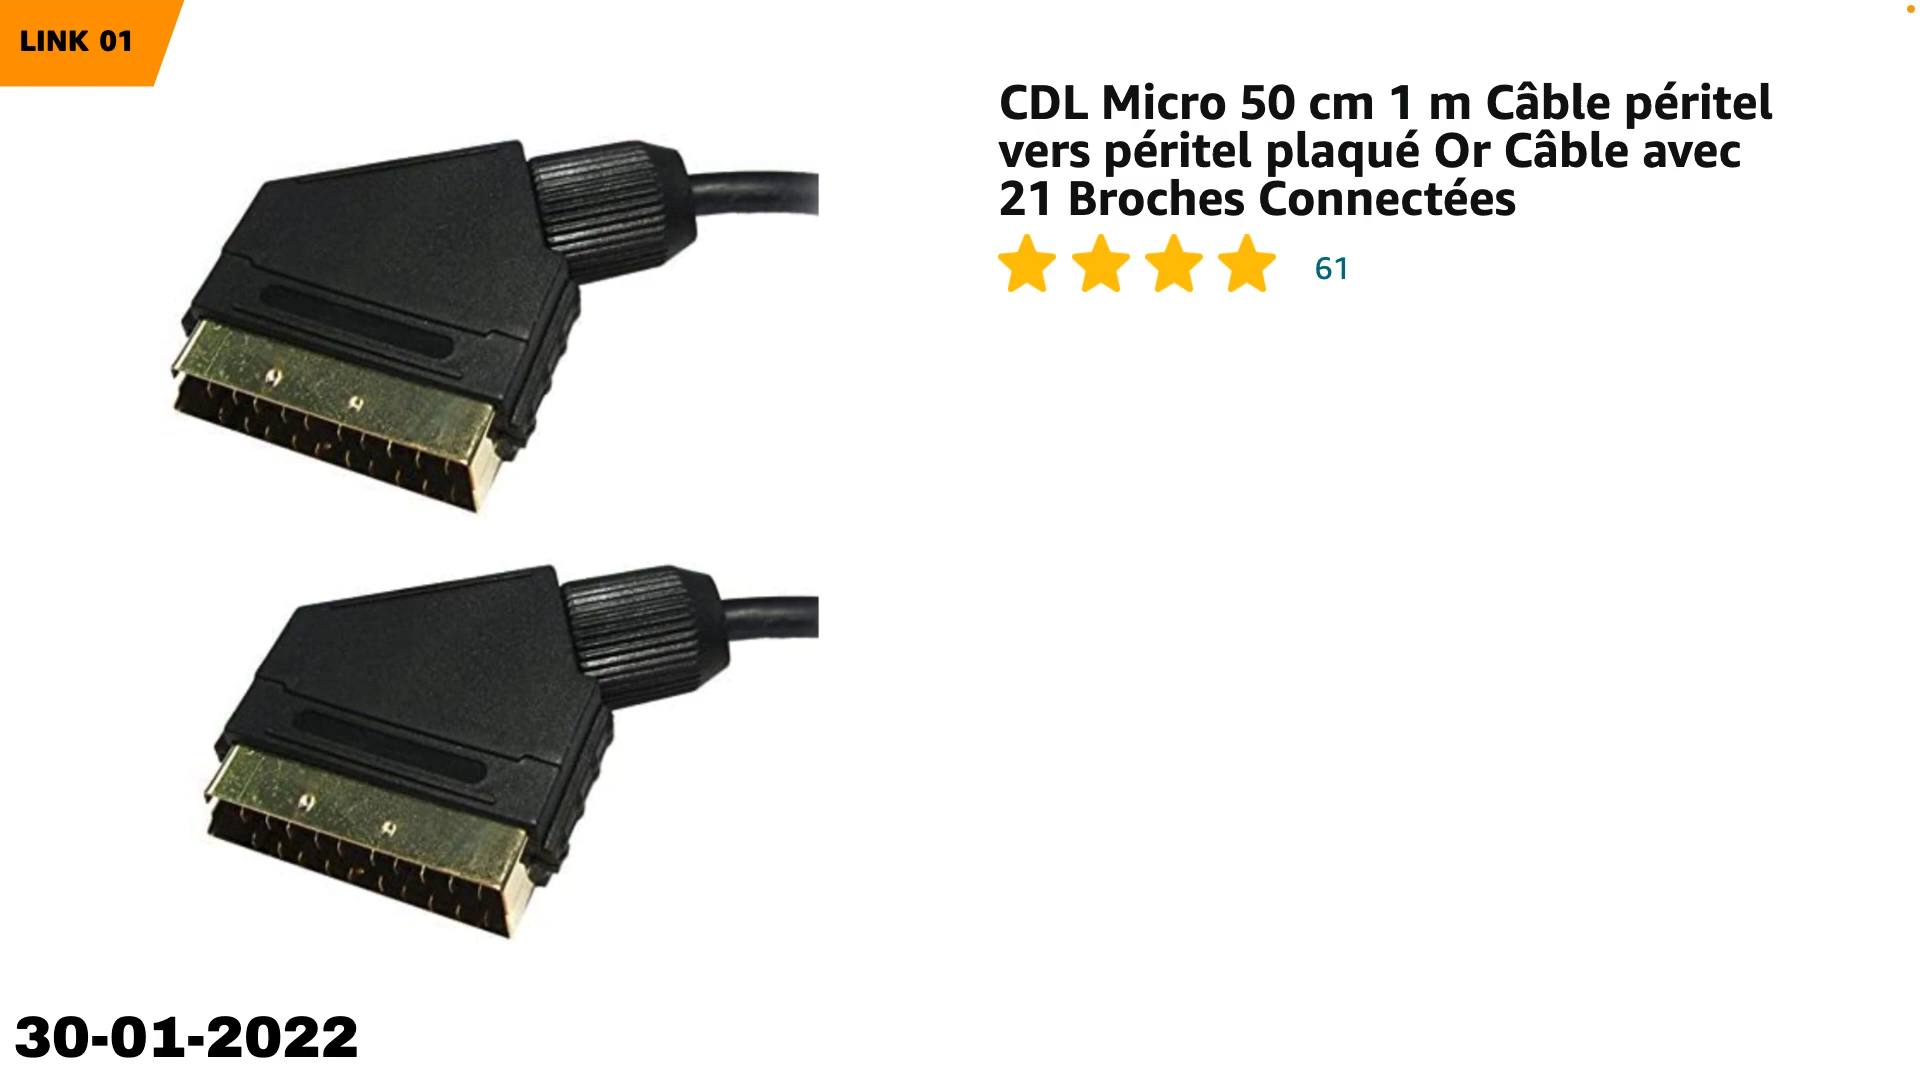 LINK 01
CDL Micro 50 cm 1 m Câble péritel
vers péritel plaqué Or Câble avec
21 Broches Connectées
61
30-01-2022